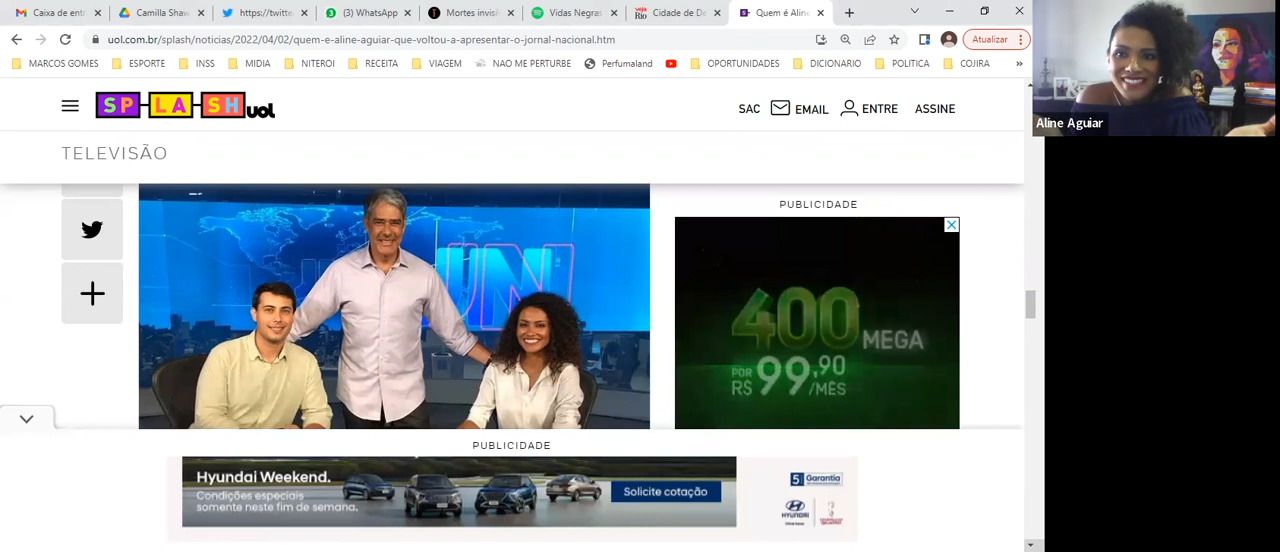 Caixa de entr
Camilla Shaw
https://twitte
(3) WhatsApp
Mortes invisí
Vidas Negras
Cidade de De
Quem é Aline
uol.com.br/splash/noticias/2022/04/02/quem-e-aline-aguiar-que-voltou-a-apresentar-o-jornal-nacional.htm
Atualizar
MARCOS GOMES
ESPORTE
INSS
MIDIA
NITEROI
RECEITA
VIAGEM
NAO ME PERTURBE
Perfumaland
OPORTUNIDADES
DICIONARIO
POLITICA
COJIRA
»
Aline Aguiar
SPLASH uol
SAC
EMAIL
ENTRE
ASSINE
TELEVISÃO
JN
PUBLICIDADE
400 MEGA
POR
R$ 99,90
/MÊS
PUBLICIDADE
Hyundai Weekend.
Condições especiais
somente neste fim de semana.
Solicite cotação
5 Garantia
HYUNDAI